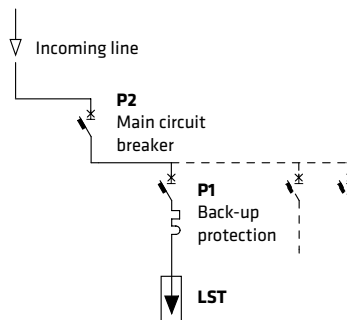 Incoming line
P2
Main circuit
breaker
P1
Back-up
protection
LST